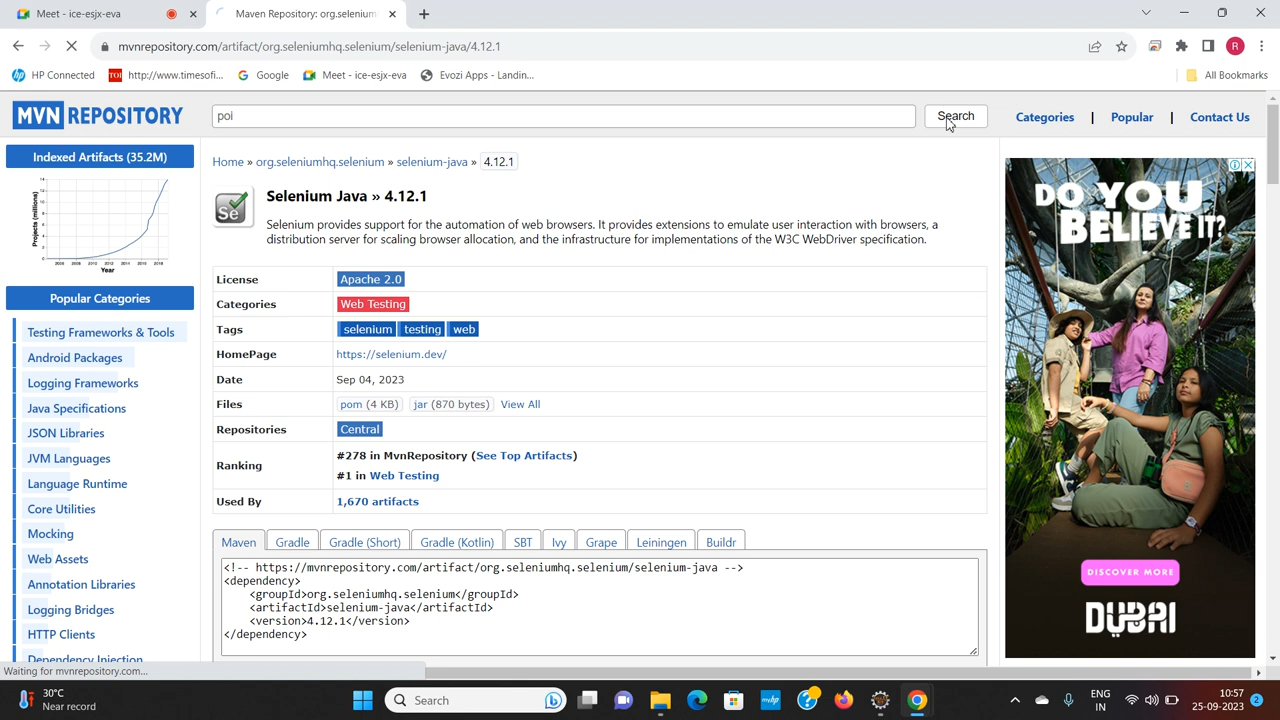 Meet - ice-esjx-eva
Maven Repository: org.selenium
mvnrepository.com/artifact/org.seleniumhq.selenium/selenium-java/4.12.1
R
HP Connected
TOI
http://www.timesofi...
Google
Meet - ice-esjx-eva
Evozi Apps - Landin...
All Bookmarks
MVN REPOSITORY
poi
Search
Categories | Popular | Contact Us
Indexed Artifacts (35.2M)
Projects (millions)
Year
Popular Categories
Testing Frameworks & Tools
Android Packages
Logging Frameworks
Java Specifications
JSON Libraries
JVM Languages
Language Runtime
Core Utilities
Mocking
Web Assets
Annotation Libraries
Logging Bridges
HTTP Clients
Dependency Injection
Home » org.seleniumhq.selenium » selenium-java » 4.12.1
Se
Selenium Java » 4.12.1
Selenium provides support for the automation of web browsers. It provides extensions to emulate user interaction with browsers, a
distribution server for scaling browser allocation, and the infrastructure for implementations of the W3C WebDriver specification.
License Apache 2.0
Categories Web Testing
Tags selenium testing web
HomePage https://selenium.dev/
Date Sep 04, 2023
Files pom (4 KB) jar (870 bytes) View All
Repositories Central
Ranking #278 in MvnRepository (See Top Artifacts)
#1 in Web Testing
Used By 1,670 artifacts
Maven Gradle Gradle (Short) Gradle (Kotlin) SBT Ivy Grape Leiningen Buildr
<!-- https://mvnrepository.com/artifact/org.seleniumhq.selenium/selenium-java -->
<dependency>
<groupId>org.seleniumhq.selenium</groupId>
<artifactId>selenium-java</artifactId>
<version>4.12.1</version>
</dependency>
DO YOU
BELIEVE IT?
DISCOVER MORE
DUBAI
Waiting for mvnrepository.com...
30°C
Near record
Search
ENG
IN
10:57
25-09-2023
2